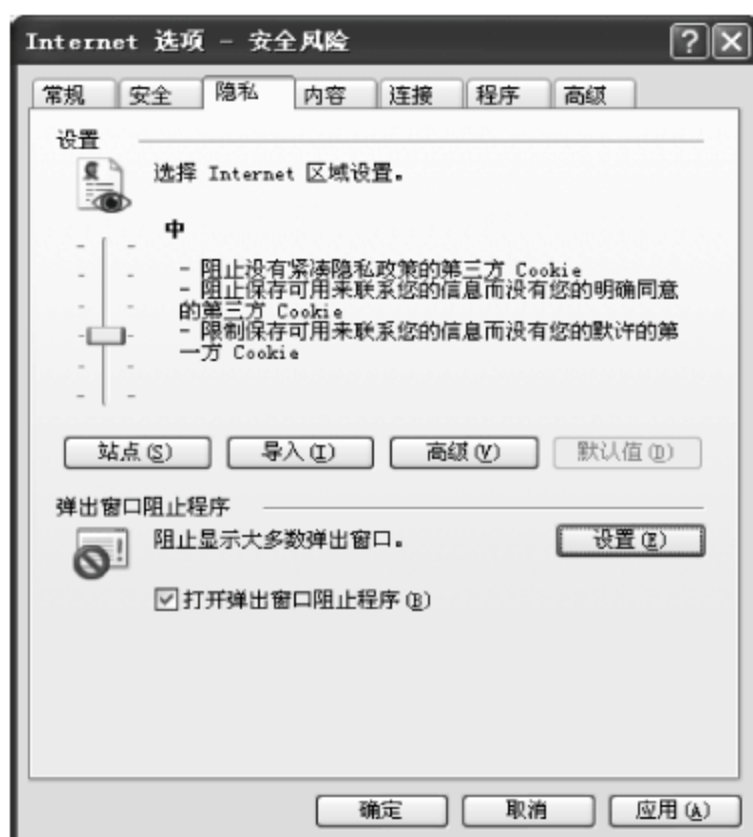 Internet 选项 - 安全风险
常规 安全 隐私 内容 连接 程序 高级
设置
选择 Internet 区域设置。
中
- 阻止没有紧凑隐私政策的第三方 Cookie
- 阻止保存可用来联系您的信息而没有您的明确同意
的第三方 Cookie
- 限制保存可用来联系您的信息而没有您的默许的第
一方 Cookie
站点(S) 导入(I) 高级(V) 默认值(D)
弹出窗口阻止程序
阻止显示大多数弹出窗口。 设置(E)
打开弹出窗口阻止程序(B)
确定 取消 应用(A)